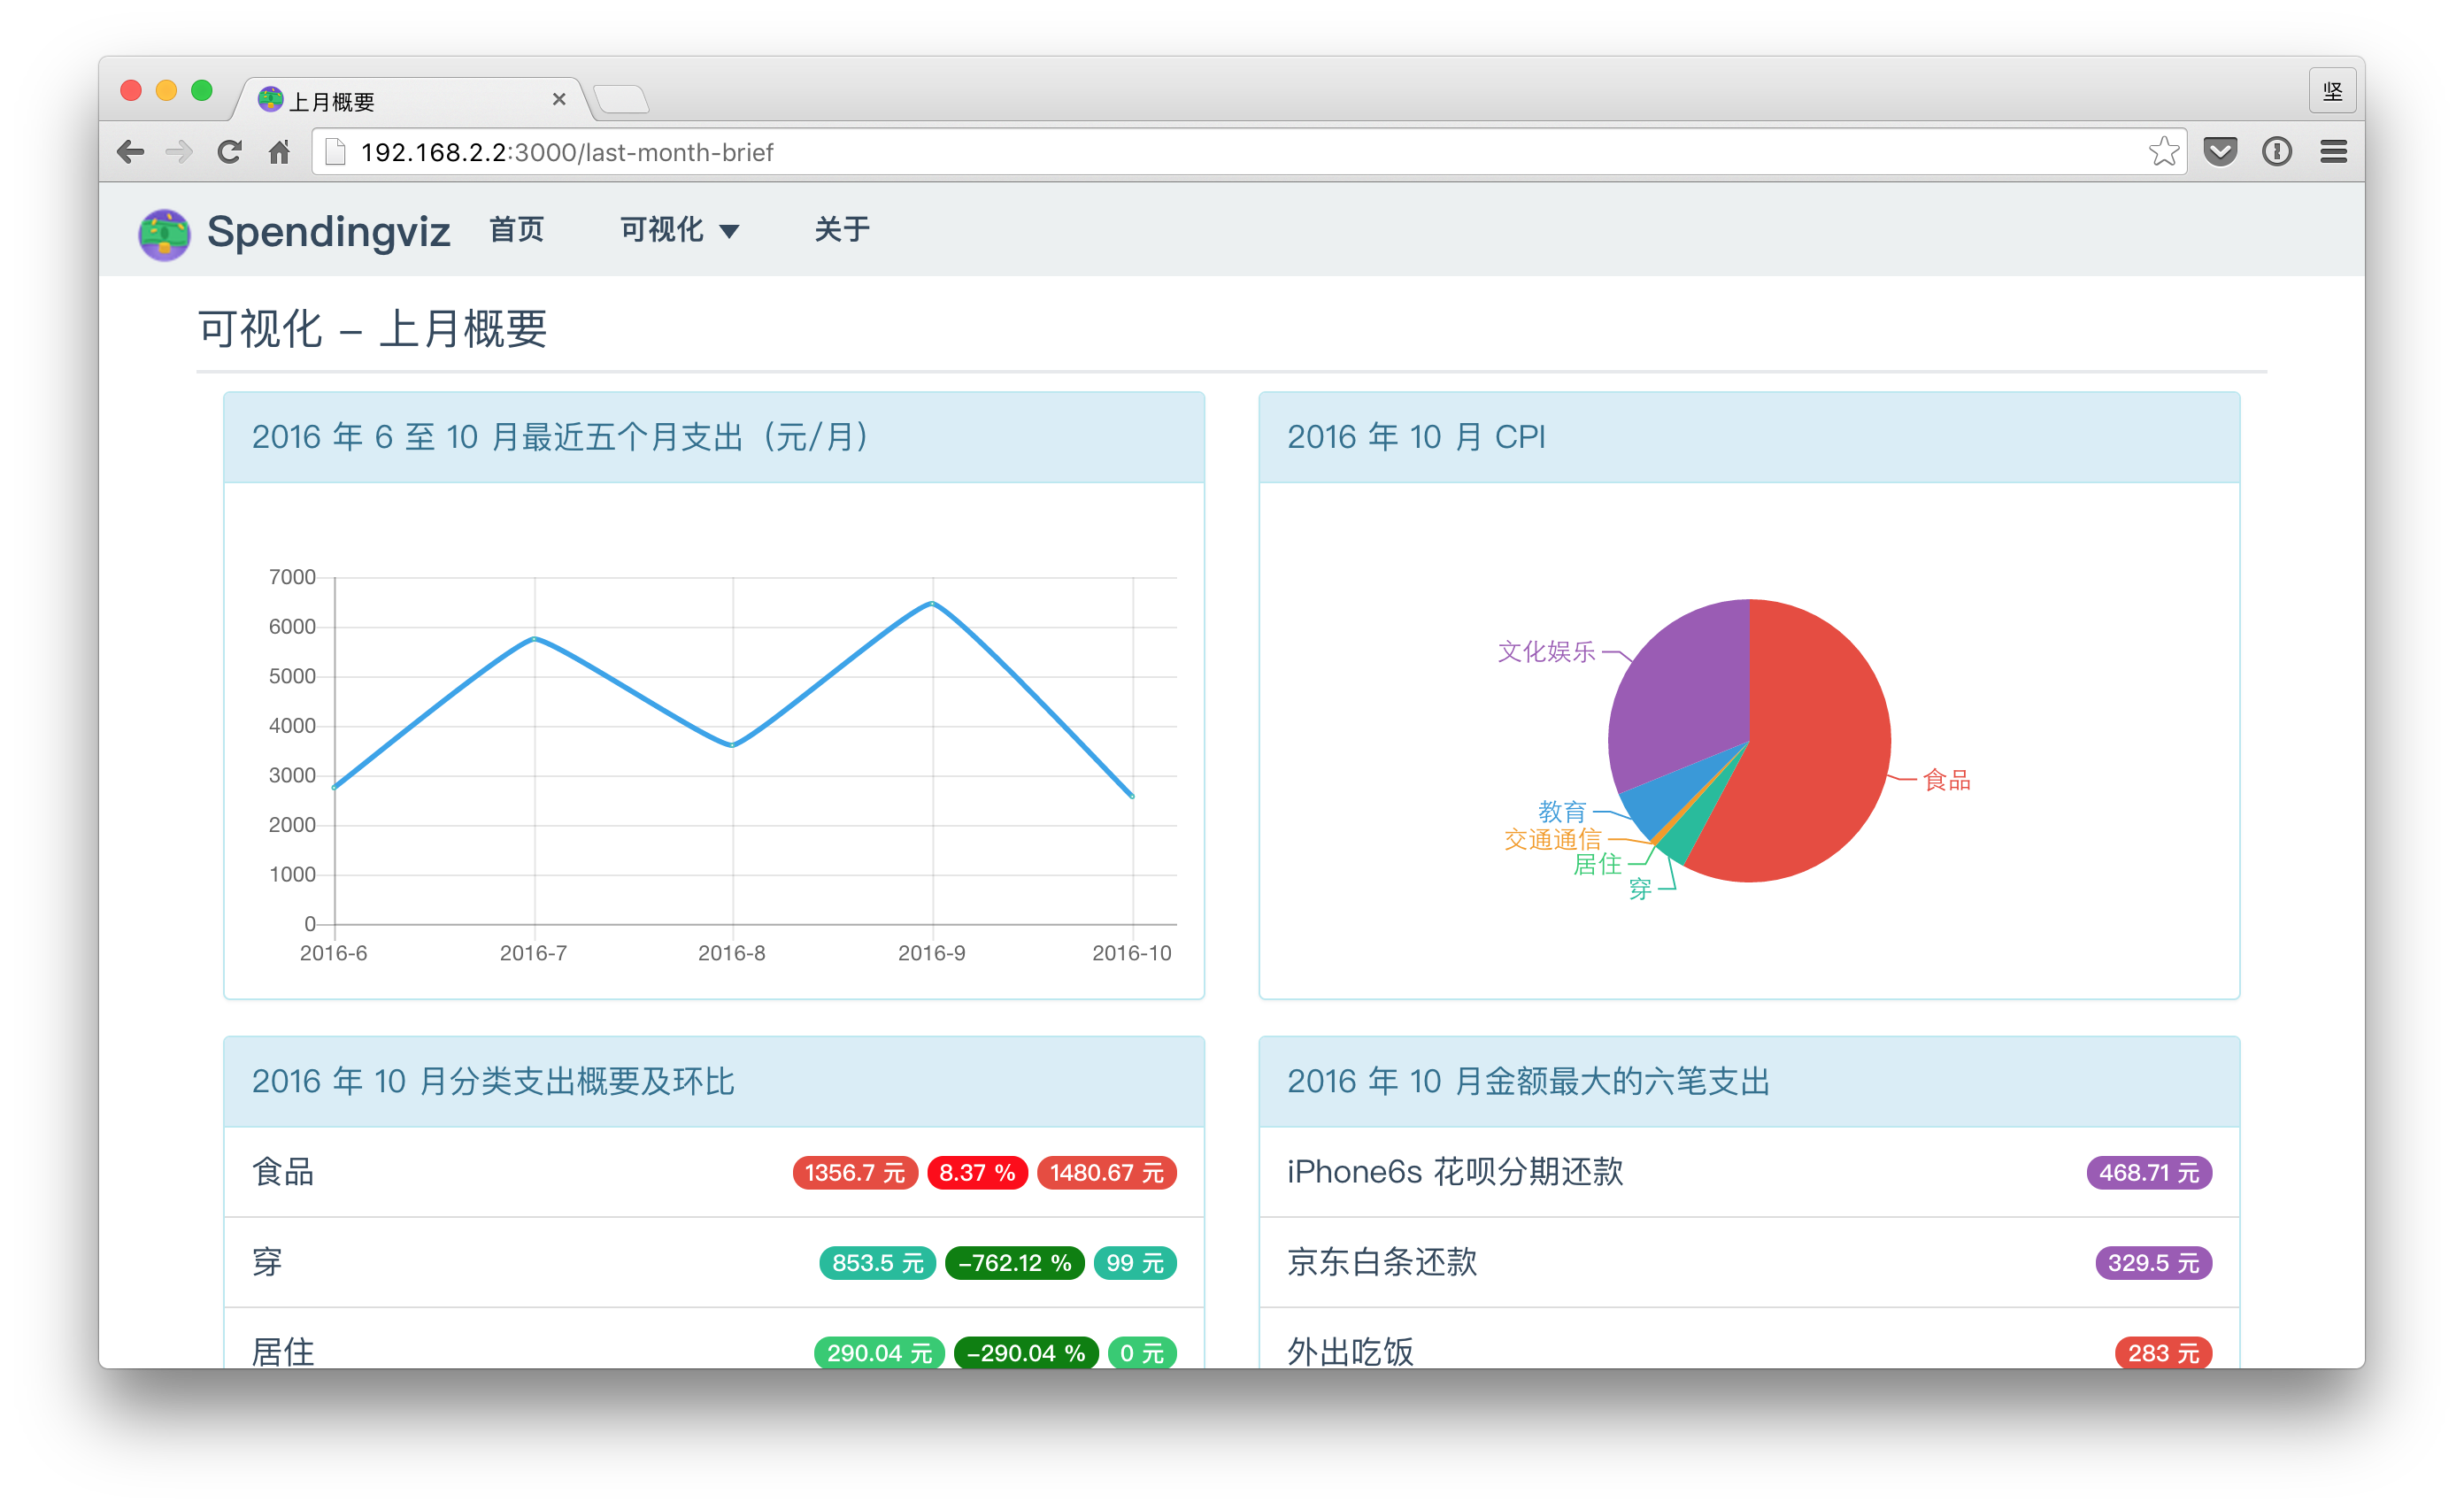 上月概要
坚
192.168.2.2:3000/last-month-brief
Spendingviz 首页 可视化 关于
可视化 – 上月概要
2016 年 6 至 10 月最近五个月支出（元/月）
7000
6000
5000
4000
3000
2000
1000
0
2016-6 2016-7 2016-8 2016-9 2016-10
2016 年 10 月 CPI
文化娱乐
食品
教育
交通通信
居住
穿
2016 年 10 月分类支出概要及环比
食品 1356.7 元 8.37 % 1480.67 元
穿 853.5 元 –762.12 % 99 元
居住 290.04 元 –290.04 % 0 元
2016 年 10 月金额最大的六笔支出
iPhone6s 花呗分期还款 468.71 元
京东白条还款 329.5 元
外出吃饭 283 元